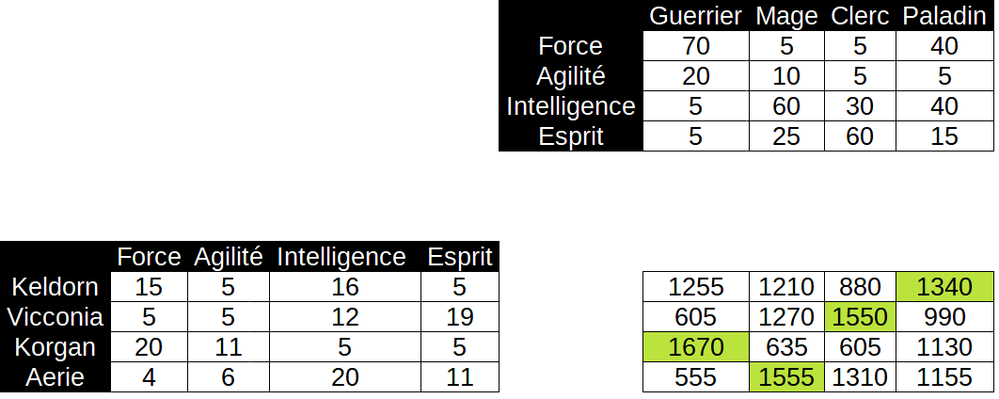 Guerrier Mage Clerc Paladin
Force 70 5 5 40
Agilité 20 10 5 5
Intelligence 5 60 30 40
Esprit 5 25 60 15
Force Agilité Intelligence Esprit
Keldorn 15 5 16 5 1255 1210 880 1340
Vicconia 5 5 12 19 605 1270 1550 990
Korgan 20 11 5 5 1670 635 605 1130
Aerie 4 6 20 11 555 1555 1310 1155